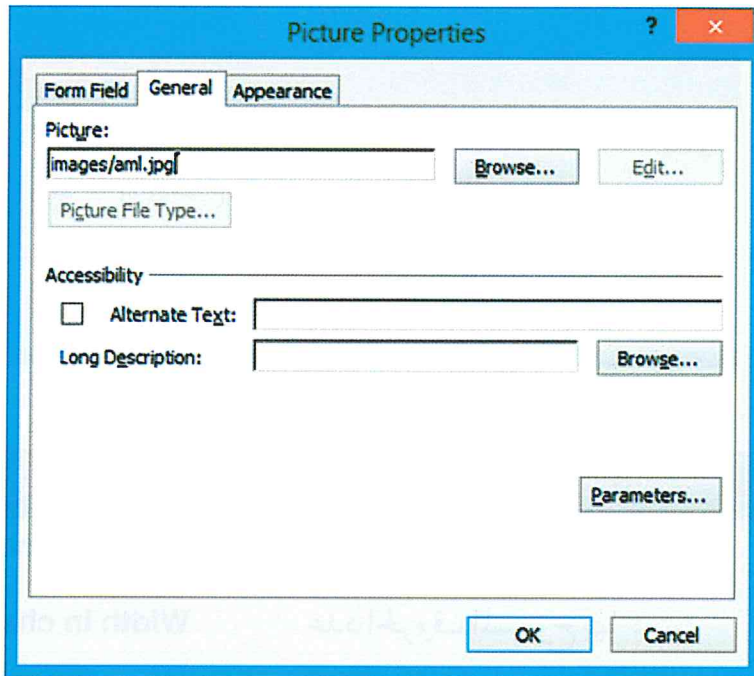 Picture Properties ?
Form Field General Appearance
Picture:
images/aml.jpg Browse... Edit...
Picture File Type...
Accessibility
Alternate Text:
Long Description: Browse...
Parameters...
Width in cha
OK Cancel